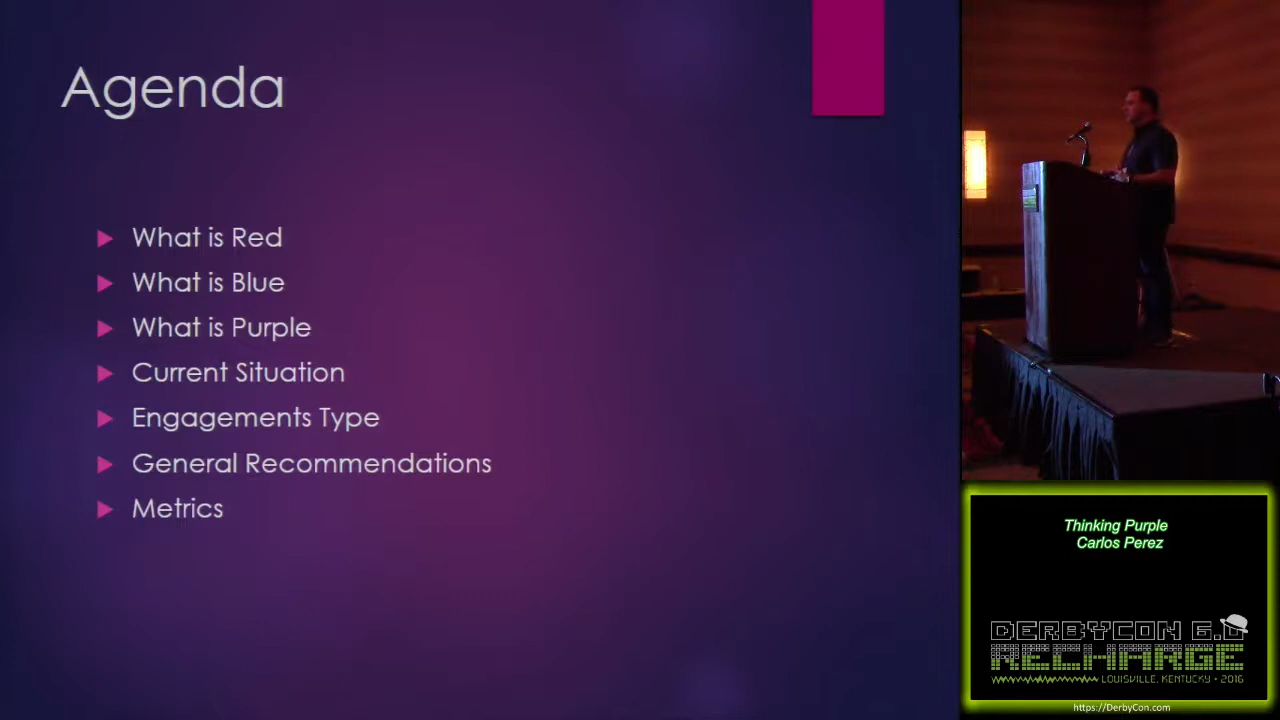 Agenda
What is Red
What is Blue
What is Purple
Current Situation
Engagements Type
General Recommendations
Metrics
Thinking Purple
Carlos Perez
DERBYCON 6.0
RECHARGE
LOUISVILLE, KENTUCKY • 2016
https://DerbyCon.com